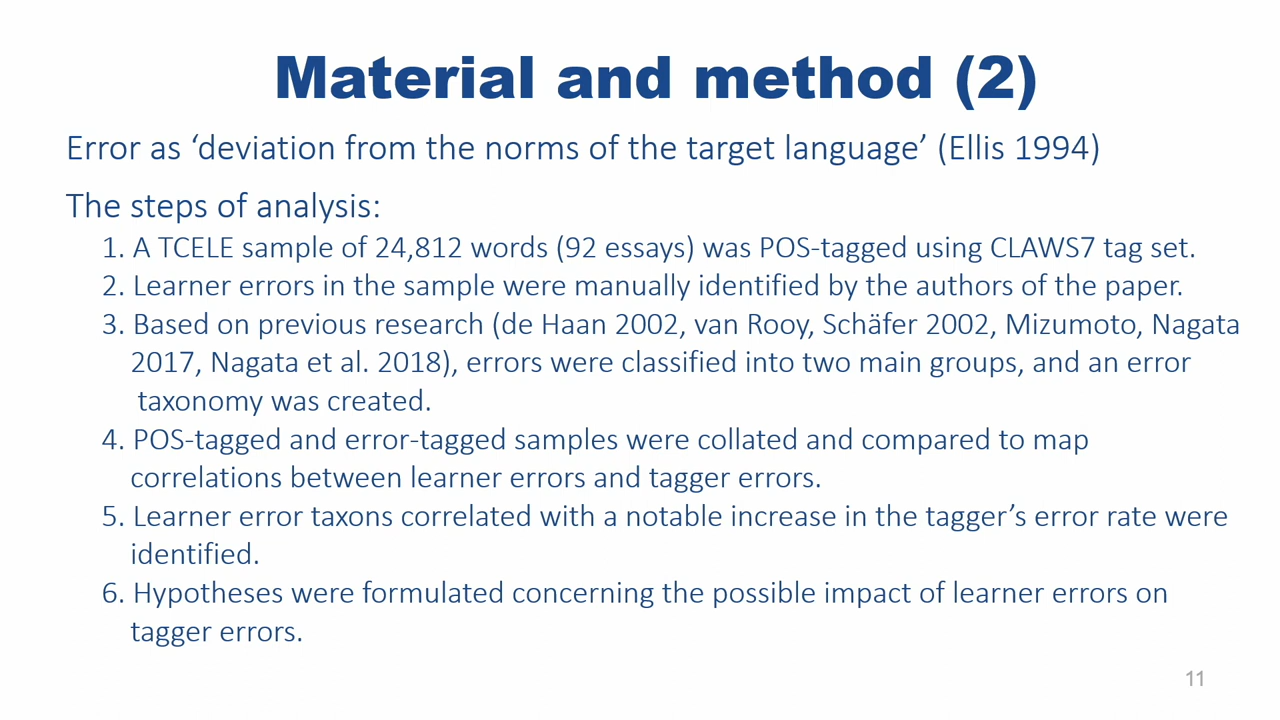 Material and method (2)
Error as ‘deviation from the norms of the target language’ (Ellis 1994)
The steps of analysis:
1. A TCELE sample of 24,812 words (92 essays) was POS-tagged using CLAWS7 tag set.
2. Learner errors in the sample were manually identified by the authors of the paper.
3. Based on previous research (de Haan 2002, van Rooy, Schäfer 2002, Mizumoto, Nagata
2017, Nagata et al. 2018), errors were classified into two main groups, and an error
taxonomy was created.
4. POS-tagged and error-tagged samples were collated and compared to map
correlations between learner errors and tagger errors.
5. Learner error taxons correlated with a notable increase in the tagger’s error rate were
identified.
6. Hypotheses were formulated concerning the possible impact of learner errors on
tagger errors.
11